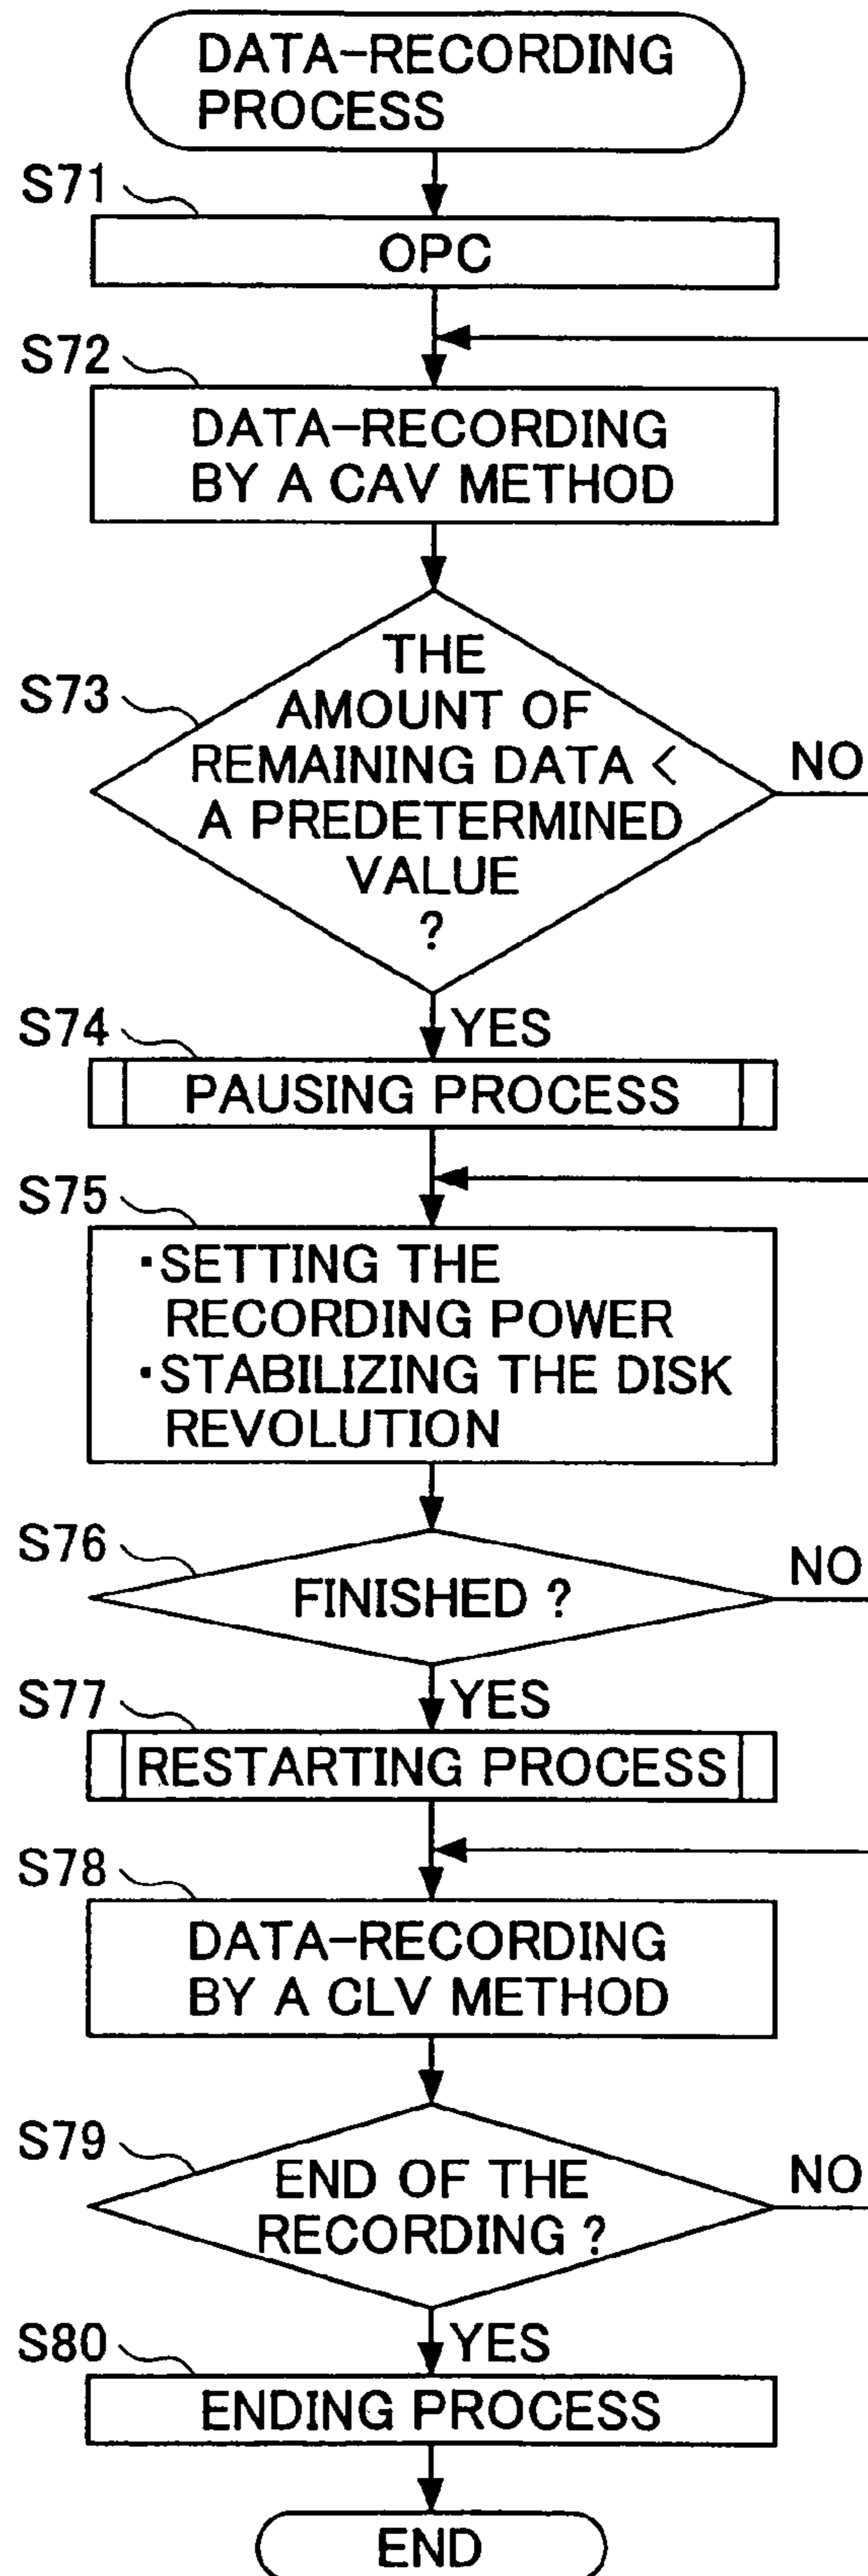 DATA-RECORDING
PROCESS
S71
OPC
S72
DATA-RECORDING
BY A CAV METHOD
S73
THE
AMOUNT OF
REMAINING DATA <
A PREDETERMINED
VALUE
?
NO
YES
S74
PAUSING PROCESS
S75
・SETTING THE
RECORDING POWER
・STABILIZING THE DISK
REVOLUTION
S76
FINISHED ?
NO
YES
S77
RESTARTING PROCESS
S78
DATA-RECORDING
BY A CLV METHOD
S79
END OF THE
RECORDING ?
NO
YES
S80
ENDING PROCESS
END